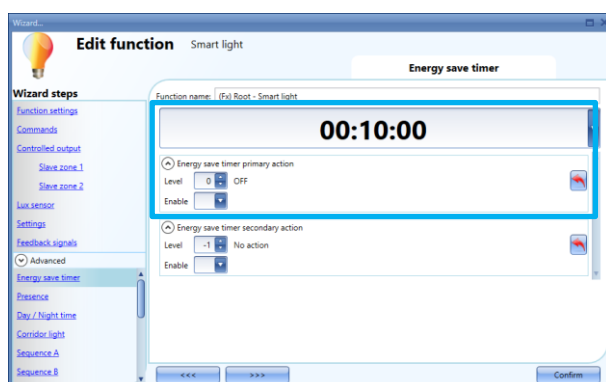 Wizard...
Edit function Smart light
Energy save timer
Wizard steps
Function name: (Fx) Root - Smart light
Function settings
Commands
Controlled output
Slave zone 1
Slave zone 2
Lux sensor
Settings
Feedback signals
Advanced
Energy save timer
Presence
Day / Night time
Corridor light
Sequence A
Sequence B
00:10:00
Energy save timer primary action
Level 0 OFF
Enable
Energy save timer secondary action
Level -1 No action
Enable
<<< >>> Confirm